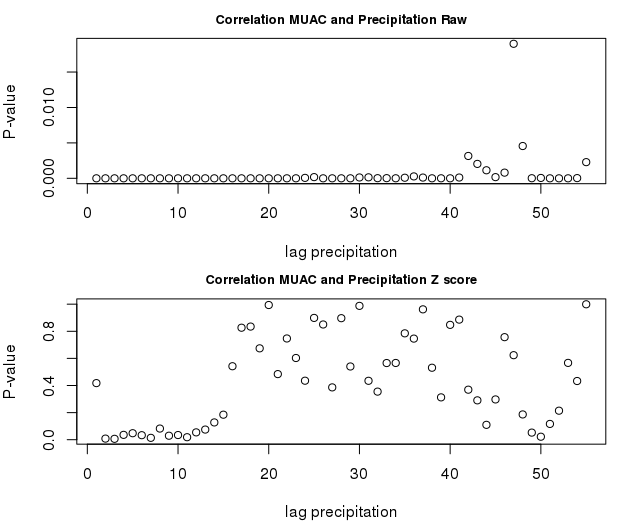 Correlation MUAC and Precipitation Raw
P-value
0.010
0.000
0 10 20 30 40 50
lag precipitation
Correlation MUAC and Precipitation Z score
P-value
0.8
0.4
0.0
0 10 20 30 40 50
lag precipitation